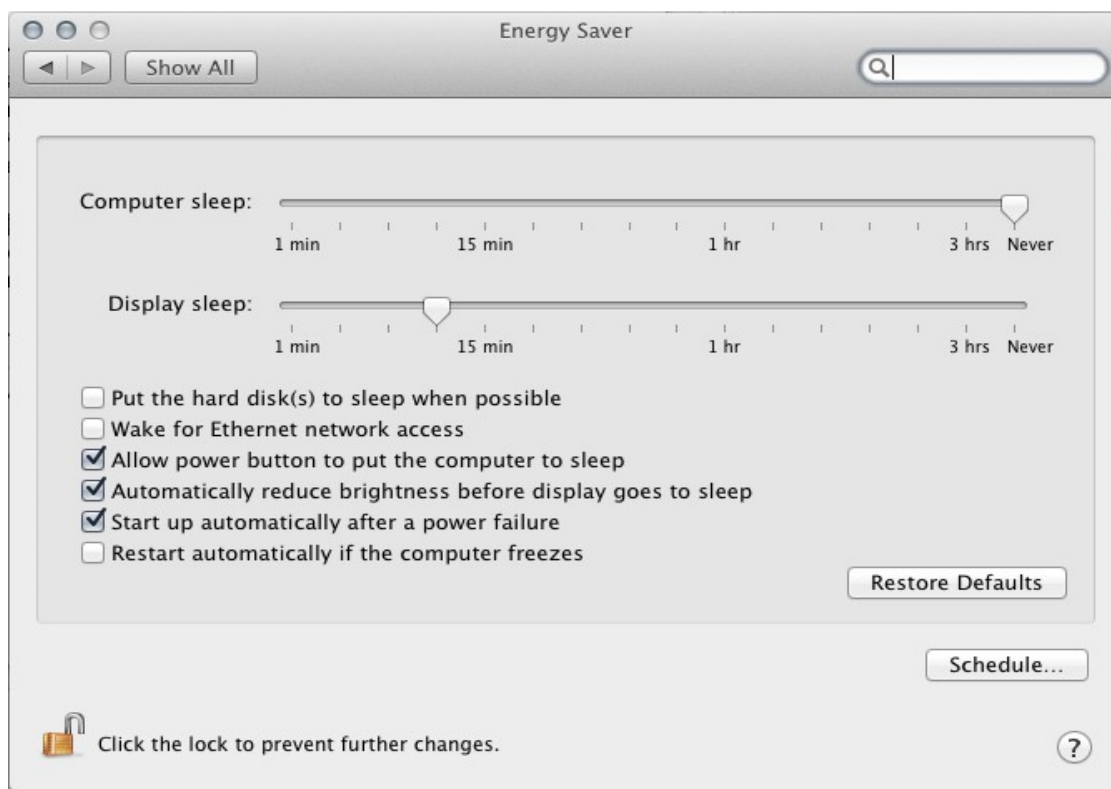 Energy Saver
Show All
Computer sleep:
1 min 15 min 1 hr 3 hrs Never
Display sleep:
1 min 15 min 1 hr 3 hrs Never
Put the hard disk(s) to sleep when possible
Wake for Ethernet network access
Allow power button to put the computer to sleep
Automatically reduce brightness before display goes to sleep
Start up automatically after a power failure
Restart automatically if the computer freezes
Restore Defaults
Schedule...
Click the lock to prevent further changes.
?